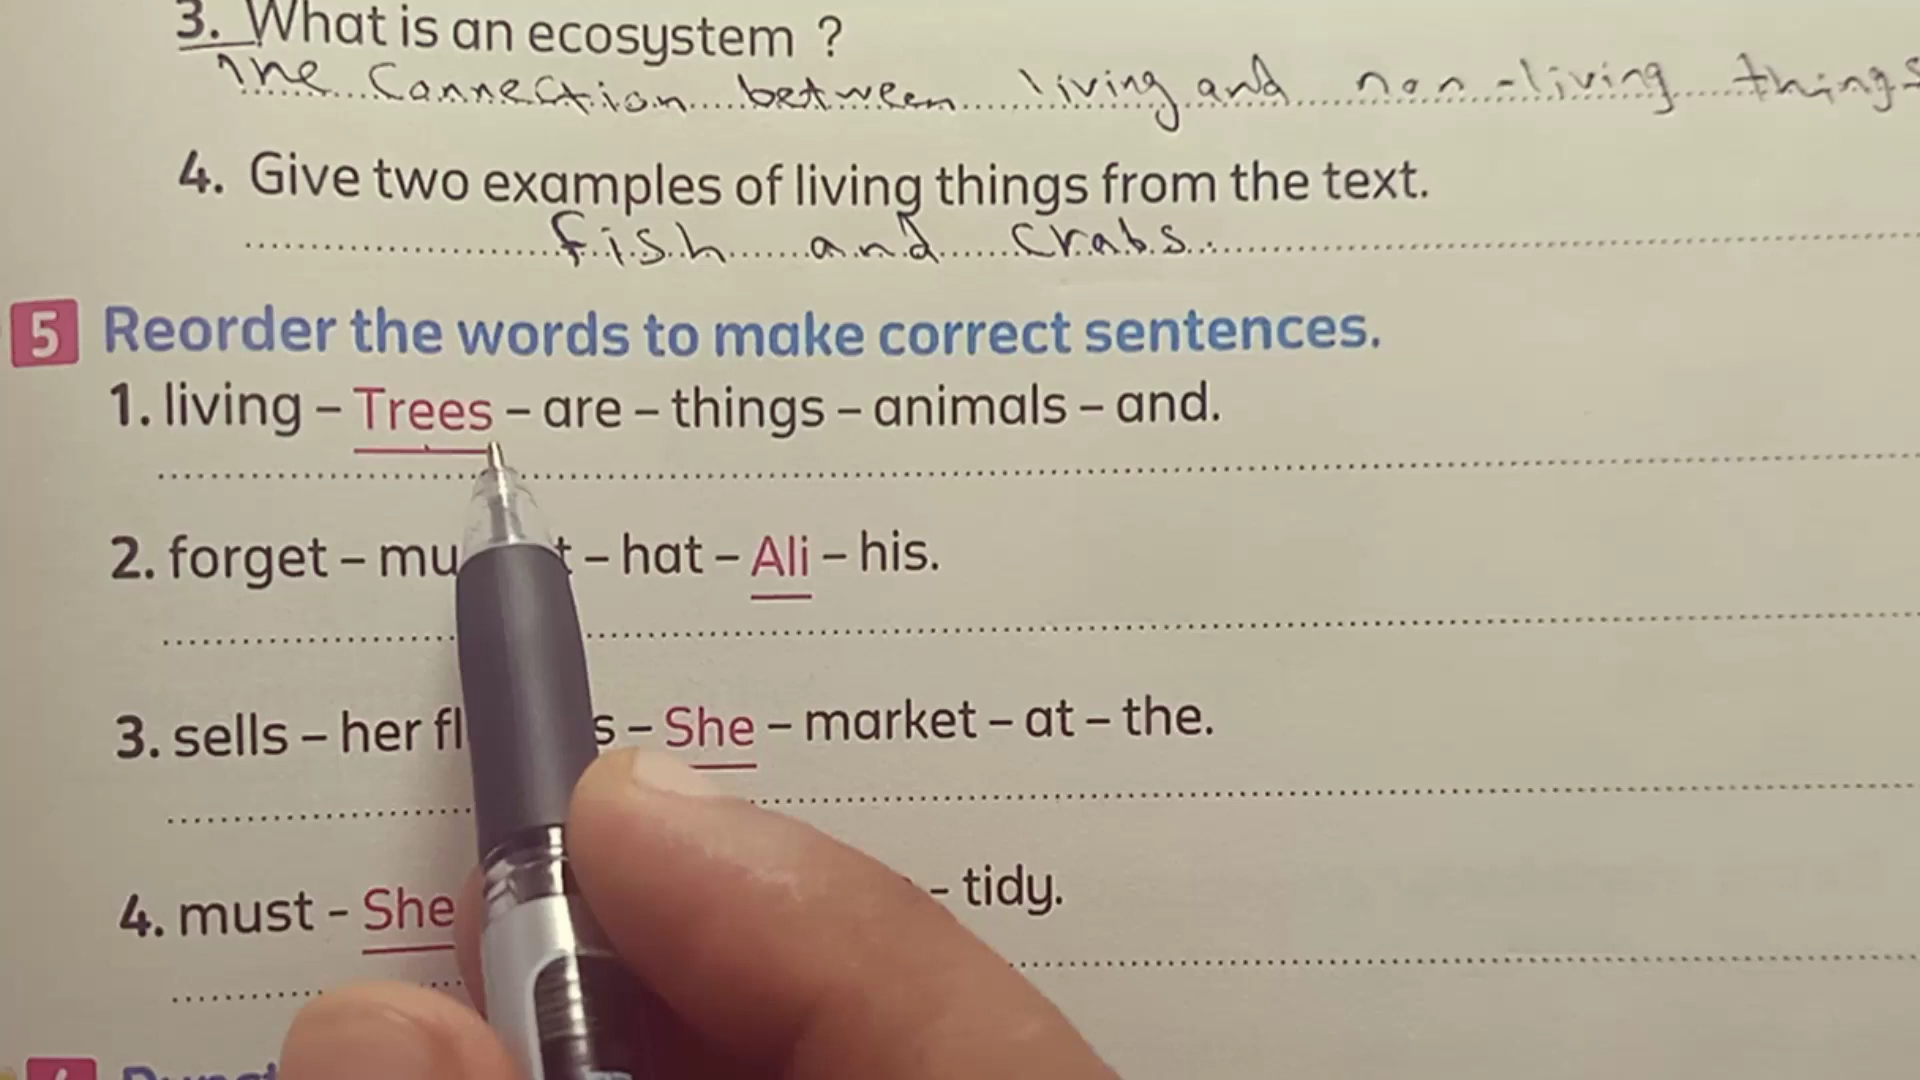 3. What is an ecosystem ?
The connection between living and non-living things
4. Give two examples of living things from the text.
fish and crabs.
5 Reorder the words to make correct sentences.
1. living – Trees – are – things – animals – and.
2. forget – – hat – Ali – his.
3. sells – her – She – market – at – the.
4. must – She – tidy.